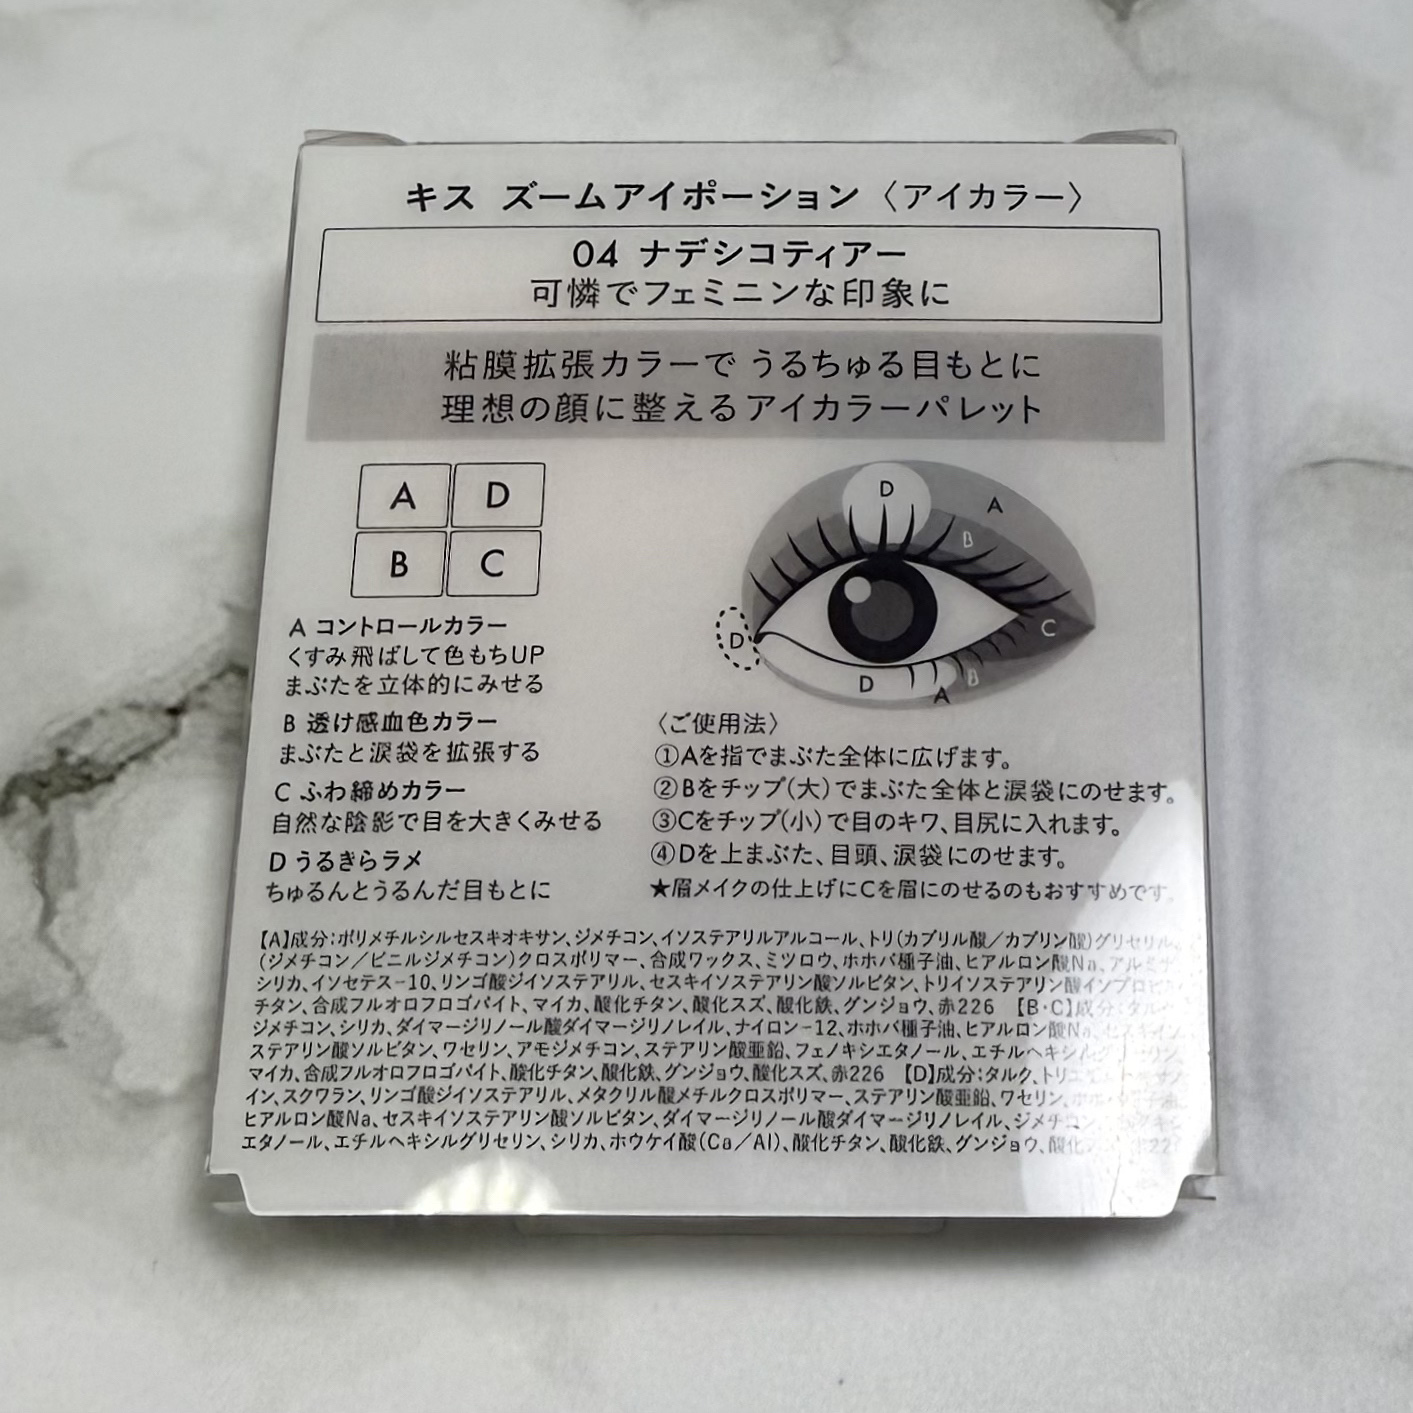 キス ズームアイポーション〈アイカラー〉
04 ナデシコティアー
可憐でフェミニンな印象に
粘膜拡張カラーで うるちゅる目もとに
理想の顔に整えるアイカラーパレット
A D
B C
A コントロールカラー
くすみ飛ばして色もちUP
まぶたを立体的にみせる
B 透け感血色カラー
まぶたと涙袋を拡張する
C ふわ締めカラー
自然な陰影で目を大きくみせる
D うるきらラメ
ちゅるんとうるんだ目もとに
D
A
B
C
D
D
A
B
〈ご使用法〉
①Aを指でまぶた全体に広げます。
②Bをチップ(大)でまぶた全体と涙袋にのせます。
③Cをチップ(小)で目のキワ、目尻に入れます。
④Dを上まぶた、目頭、涙袋にのせます。
★眉メイクの仕上げにCを眉にのせるのもおすすめです。
【A】成分:ポリメチルシルセスキオキサン、ジメチコン、イソステアリルアルコール、トリ(カプリル酸/カプリン酸)グリセリル、
(ジメチコン/ビニルジメチコン)クロスポリマー、合成ワックス、ミツロウ、ホホバ種子油、ヒアルロン酸Na、
シリカ、イソセテス-10、リンゴ酸ジイソステアリル、セスキイソステアリン酸ソルビタン、トリイソステアリン酸イソプロピル
チタン、合成フルオロフロゴパイト、マイカ、酸化チタン、酸化スズ、酸化鉄、グンジョウ、赤226 【B・C】成分:タルク、
ジメチコン、シリカ、ダイマージリノール酸ダイマージリノレイル、ナイロン-12、ホホバ種子油、ヒアルロン酸Na、セスキイソ
ステアリン酸ソルビタン、ワセリン、アモジメチコン、ステアリン酸亜鉛、フェノキシエタノール、エチルヘキシルグリセリン、
マイカ、合成フルオロフロゴパイト、酸化チタン、酸化鉄、グンジョウ、酸化スズ、赤226 【D】成分:タルク、
イン、スクワラン、リンゴ酸ジイソステアリル、メタクリル酸メチルクロスポリマー、ステアリン酸亜鉛、ワセリン、
ヒアルロン酸Na、セスキイソステアリン酸ソルビタン、ダイマージリノール酸ダイマージリノレイル、ジメチコン、
エタノール、エチルヘキシルグリセリン、シリカ、ホウケイ酸(Ca/Al)、酸化チタン、酸化鉄、グンジョウ、